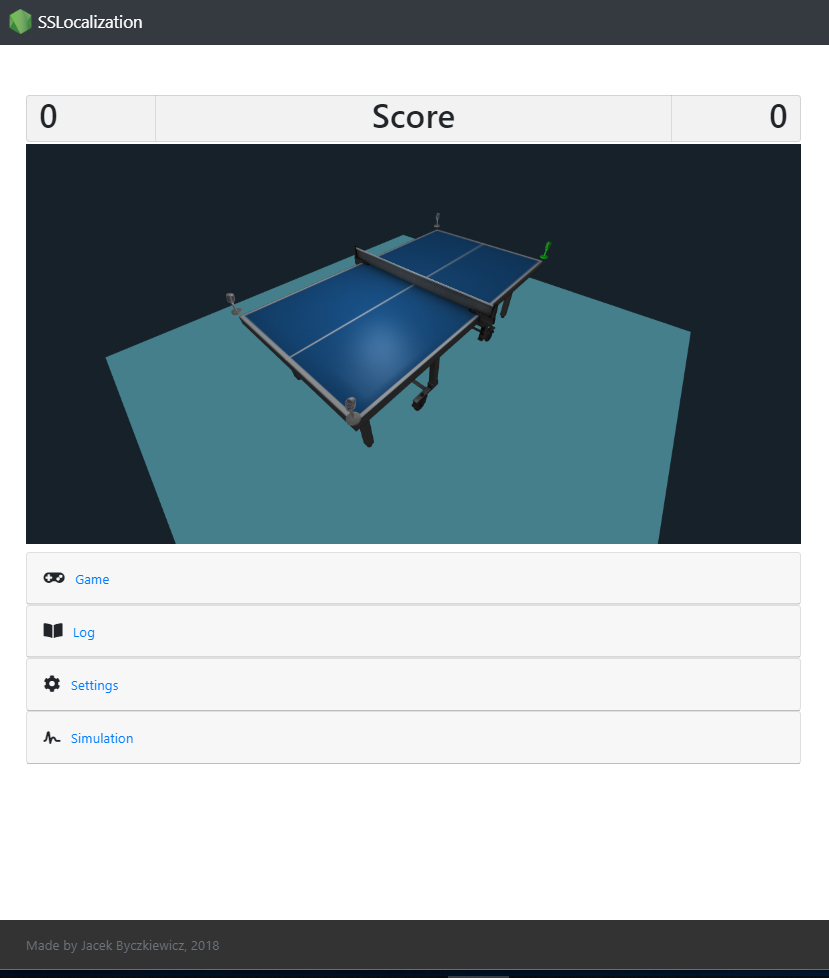 SSLocalization
0 Score 0
Game
Log
Settings
Simulation
Made by Jacek Byczkiewicz, 2018